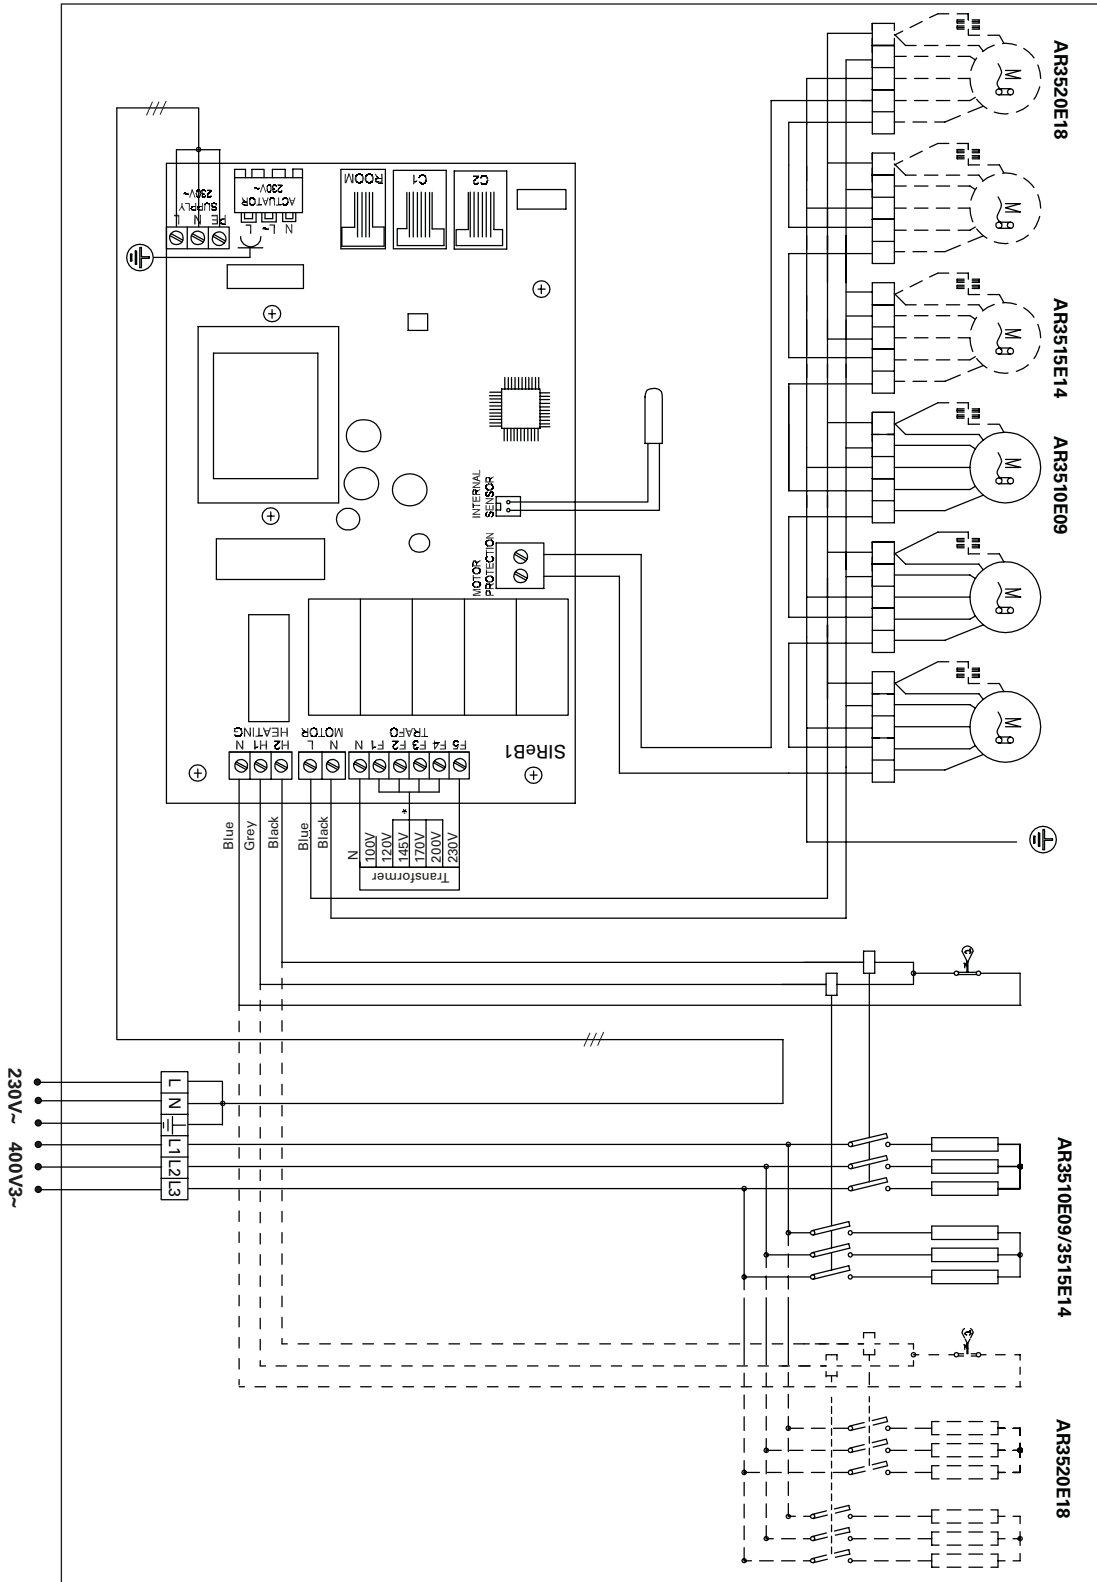 AR3520E18
AR3515E14
AR3510E09
M
M
M
M
M
M
SUPPLY
230V~
L
N
PE
ACTUATOR
230V~
L
L~
N
ROOM
C1
C2
INTERNAL
SENSOR
MOTOR
PROTECTION
SIReB1
HEATING
N
H1
H2
MOTOR
L
N
TRAFO
N
F1
F2
F3
F4
F5
Blue
Grey
Black
Blue
Black
*
N
100V
120V
145V
170V
200V
230V
Transformer
L
N
L1
L2
L3
230V~
400V3~
AR3510E09/3515E14
AR3520E18